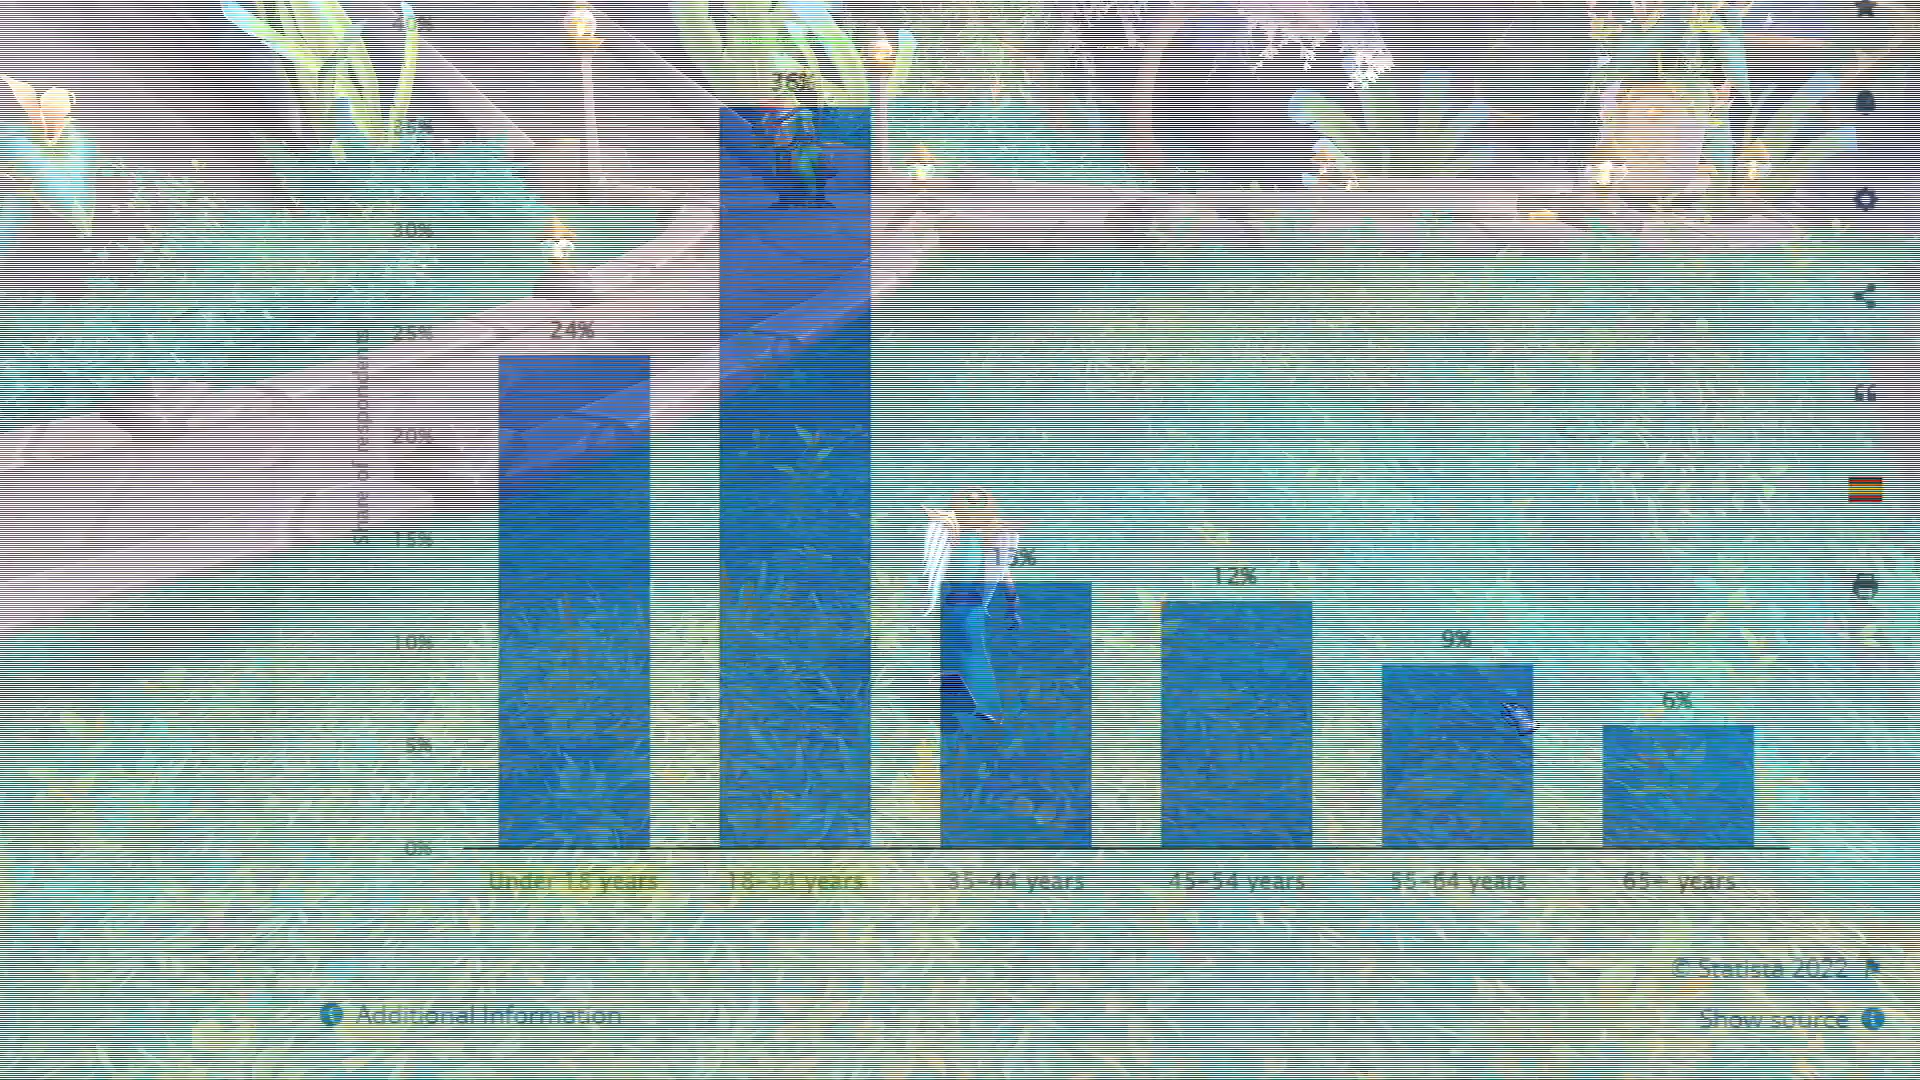 40%
36%
35%
30%
25%
24%
Share of respondents
20%
15%
13%
12%
10%
9%
6%
5%
0%
Under 18 years
18-34 years
35-44 years
45-54 years
55-64 years
65+ years
© Statista 2022
Additional Information
Show source